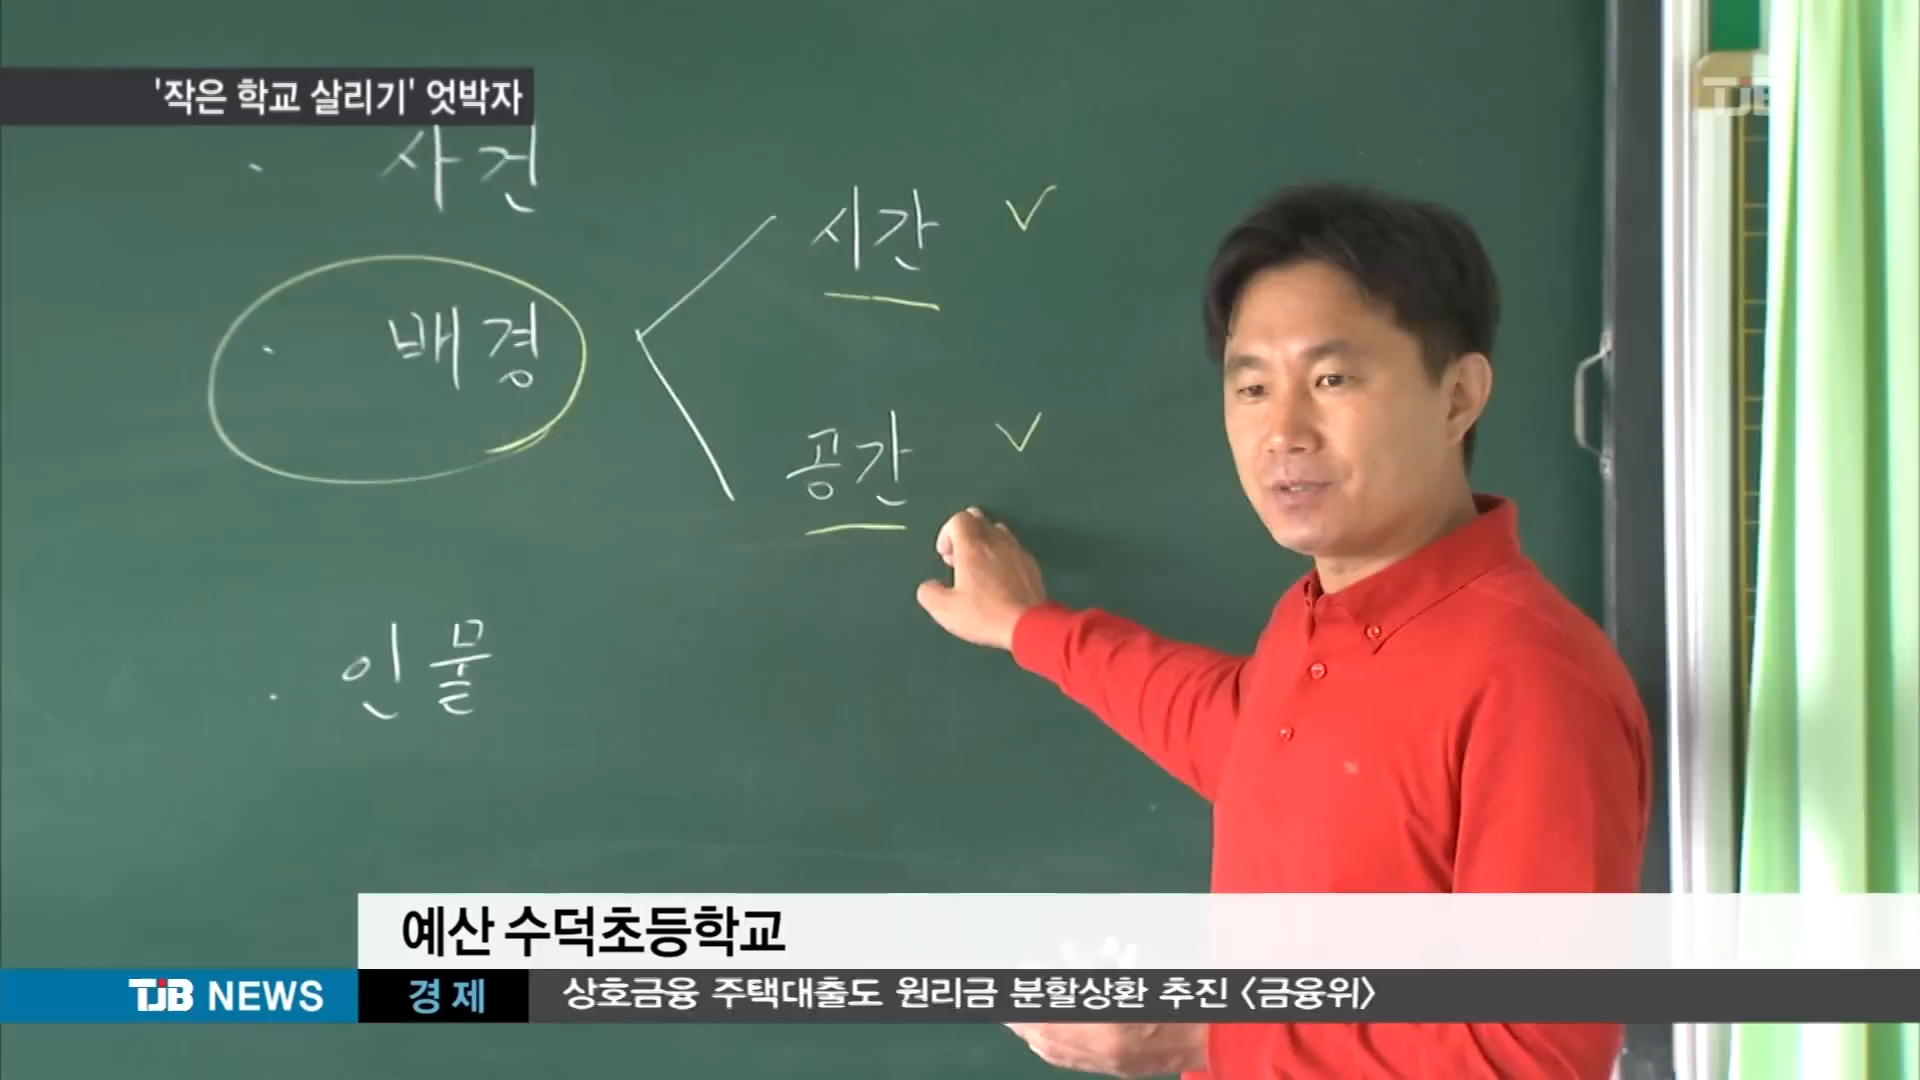 '작은 학교 살리기' 엇박자
TJB
사건
시간
배경
공간
인물
예산 수덕초등학교
TJB NEWS 경제 상호금융 주택대출도 원리금 분할상환 추진 <금융위>